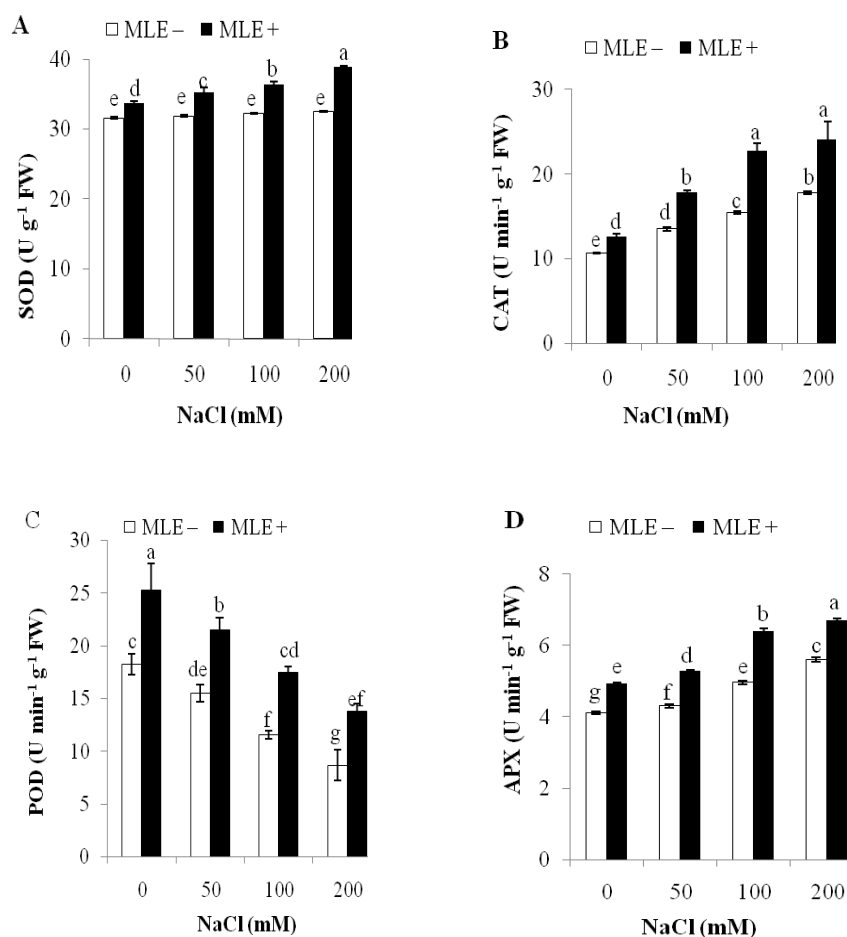 A
MLE – MLE +
SOD (U g⁻¹ FW)
40
30
20
10
0
e d e c e b e a
0 50 100 200
NaCl (mM)
B
MLE – MLE +
CAT (U min⁻¹ g⁻¹ FW)
30
20
10
0
e d d b c a b a
0 50 100 200
NaCl (mM)
C
MLE – MLE +
POD (U min⁻¹ g⁻¹ FW)
30
25
20
15
10
5
0
c a de b f cd g ef
0 50 100 200
NaCl (mM)
D
MLE – MLE +
APX (U min⁻¹ g⁻¹ FW)
8
6
4
2
0
g e f d e b c a
0 50 100 200
NaCl (mM)